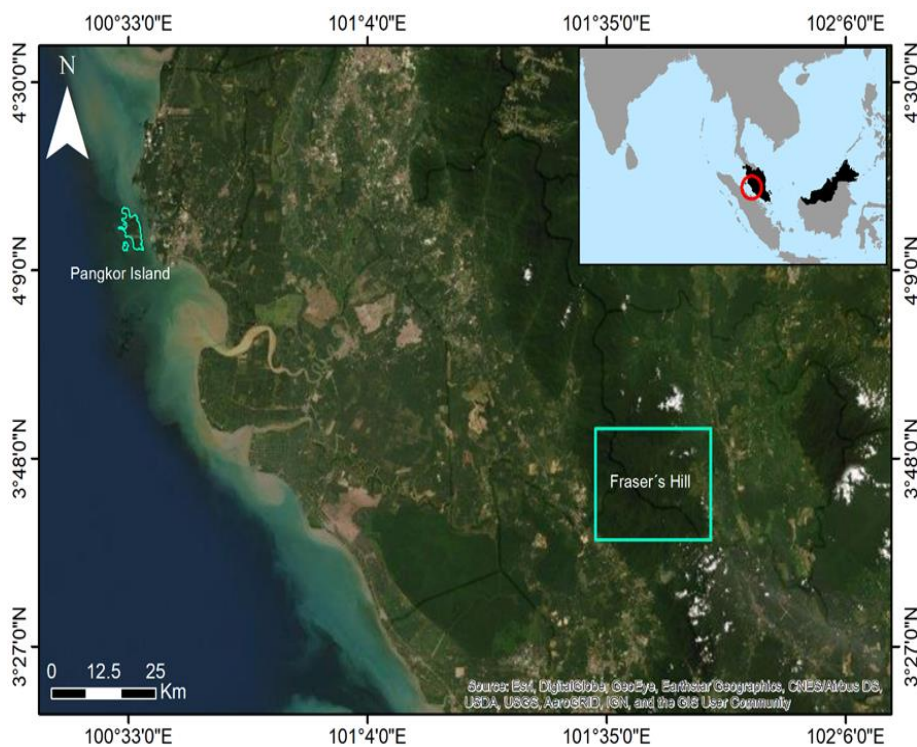 100°33'0"E
101°4'0"E
101°35'0"E
102°6'0"E
N
4°30'0"N
4°30'0"N
Pangkor Island
4°9'0"N
4°9'0"N
3°48'0"N
3°48'0"N
Fraser´s Hill
3°27'0"N
3°27'0"N
0 12.5 25
Km
Source: Esri, DigitalGlobe, GeoEye, Earthstar Geographics, CNES/Airbus DS,
USDA, USGS, AeroGRID, IGN, and the GIS User Community
100°33'0"E
101°4'0"E
101°35'0"E
102°6'0"E